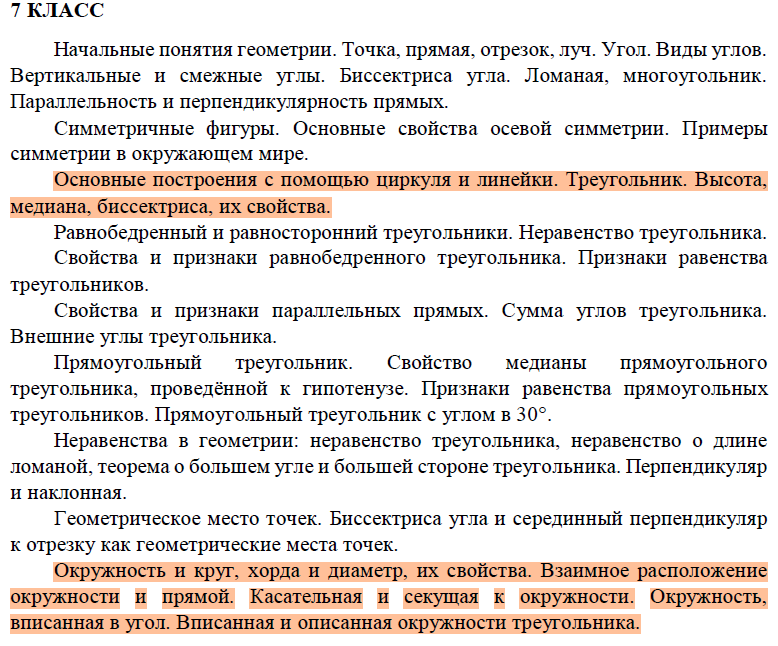 7 КЛАСС
Начальные понятия геометрии. Точка, прямая, отрезок, луч. Угол. Виды углов.
Вертикальные и смежные углы. Биссектриса угла. Ломаная, многоугольник.
Параллельность и перпендикулярность прямых.
Симметричные фигуры. Основные свойства осевой симметрии. Примеры
симметрии в окружающем мире.
Основные построения с помощью циркуля и линейки. Треугольник. Высота,
медиана, биссектриса, их свойства.
Равнобедренный и равносторонний треугольники. Неравенство треугольника.
Свойства и признаки равнобедренного треугольника. Признаки равенства
треугольников.
Свойства и признаки параллельных прямых. Сумма углов треугольника.
Внешние углы треугольника.
Прямоугольный треугольник. Свойство медианы прямоугольного
треугольника, проведённой к гипотенузе. Признаки равенства прямоугольных
треугольников. Прямоугольный треугольник с углом в 30°.
Неравенства в геометрии: неравенство треугольника, неравенство о длине
ломаной, теорема о большем угле и большей стороне треугольника. Перпендикуляр
и наклонная.
Геометрическое место точек. Биссектриса угла и серединный перпендикуляр
к отрезку как геометрические места точек.
Окружность и круг, хорда и диаметр, их свойства. Взаимное расположение
окружности и прямой. Касательная и секущая к окружности. Окружность,
вписанная в угол. Вписанная и описанная окружности треугольника.